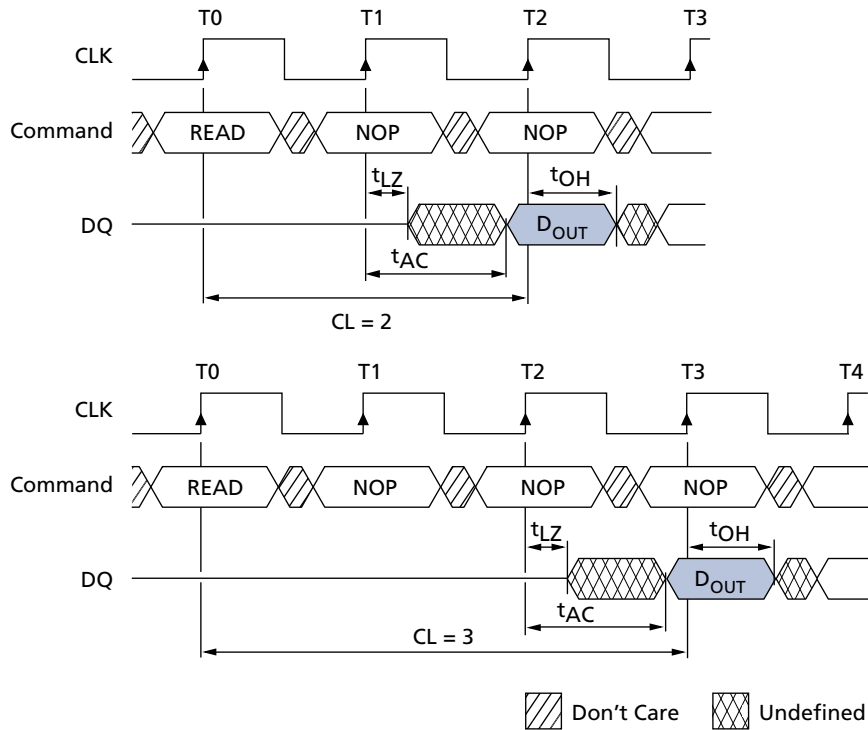 T0 T1 T2 T3
CLK
Command READ NOP NOP
tLZ tOH
DQ DOUT
tAC
CL = 2
T0 T1 T2 T3 T4
CLK
Command READ NOP NOP NOP
tLZ tOH
DQ DOUT
tAC
CL = 3
Don't Care Undefined